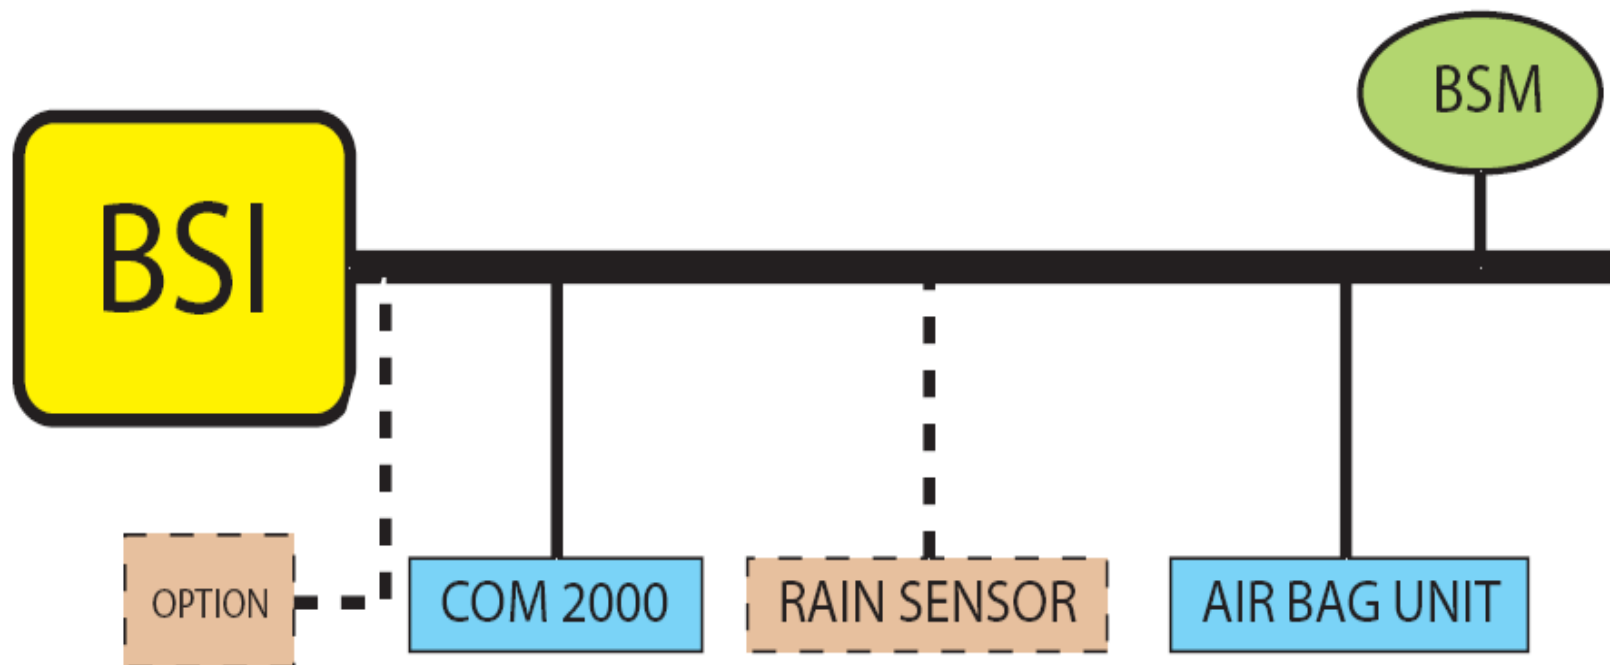 BSM
BSI
OPTION
COM 2000
RAIN SENSOR
AIR BAG UNIT